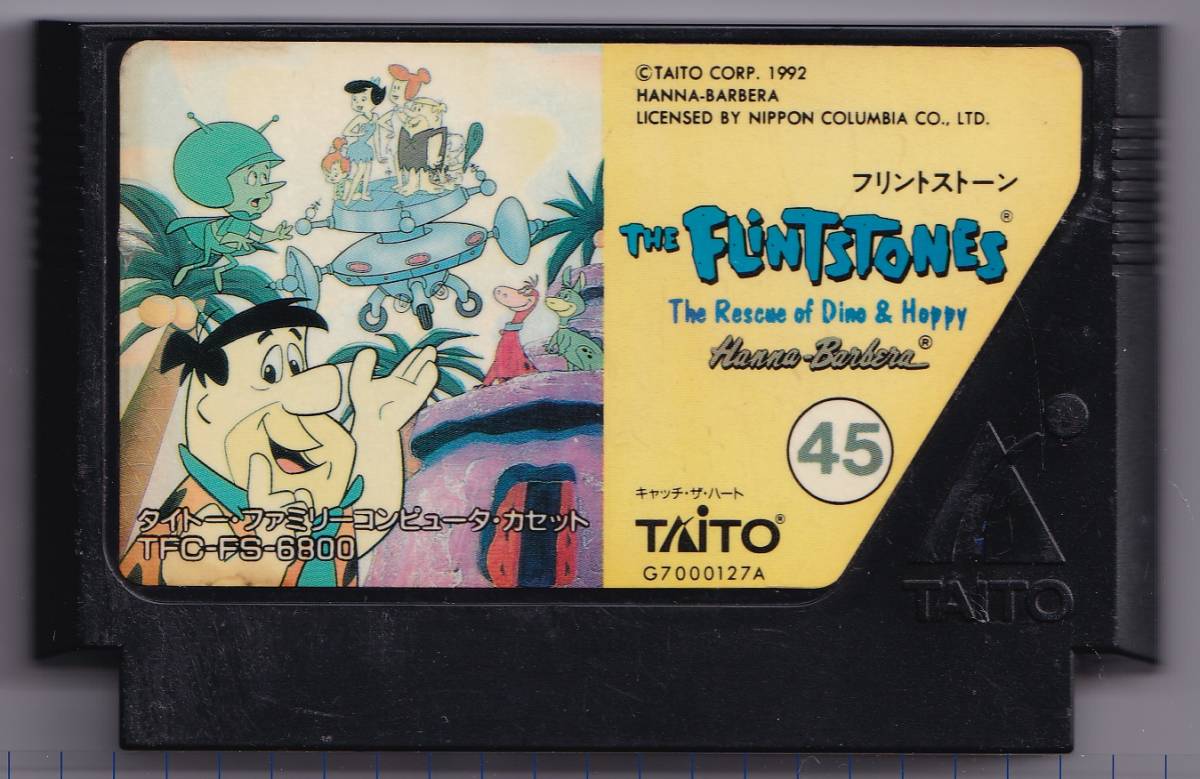 ©TAITO CORP. 1992
HANNA-BARBERA
LICENSED BY NIPPON COLUMBIA CO., LTD.
フリントストーン
THE FLINTSTONES®
The Rescue of Dino & Hoppy
Hanna-Barbera®
45
キャッチ・ザ・ハート
TAITO®
G7000127A
タイトー・ファミリーコンピュータ・カセット
TFC-FS-6800
TAITO